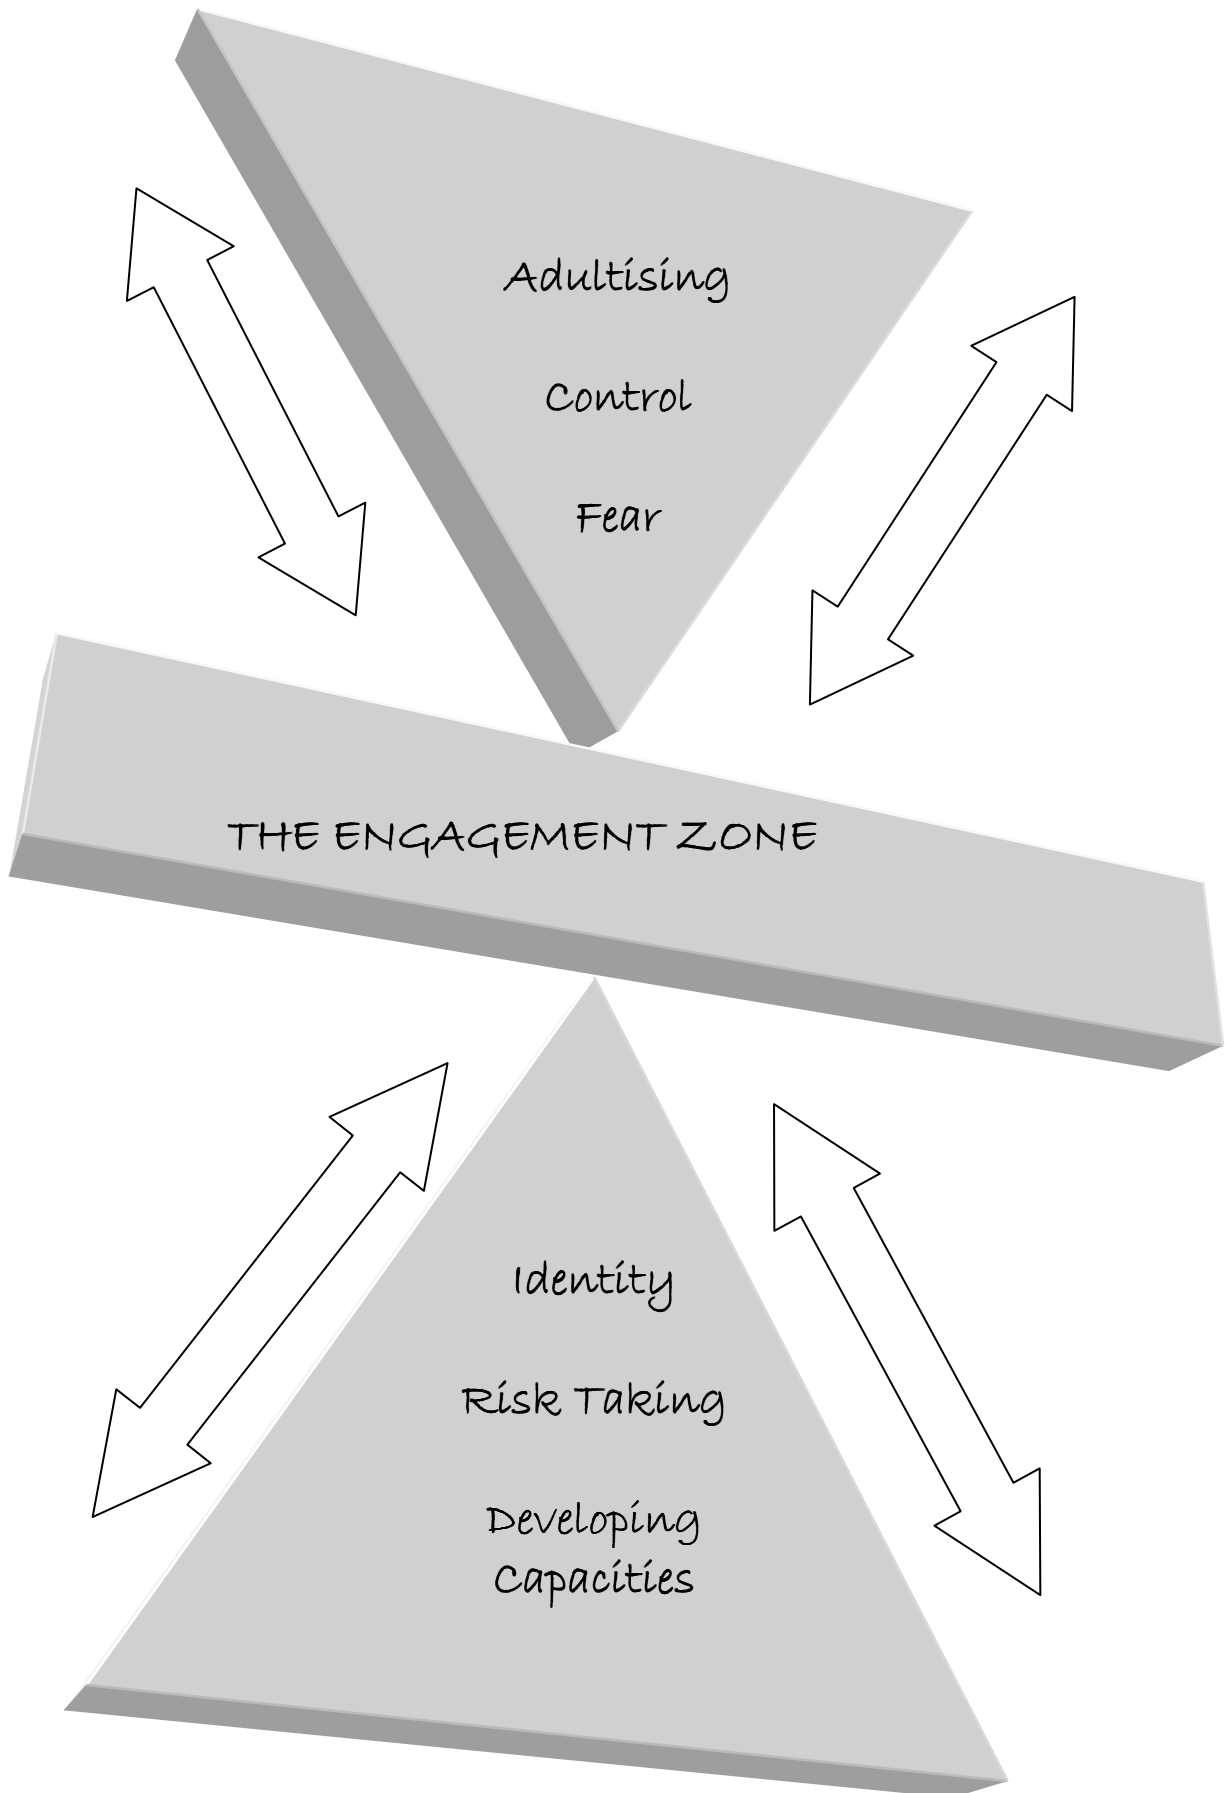 Adultising
Control
Fear
THE ENGAGEMENT ZONE
Identity
Risk Taking
Developing
Capacities